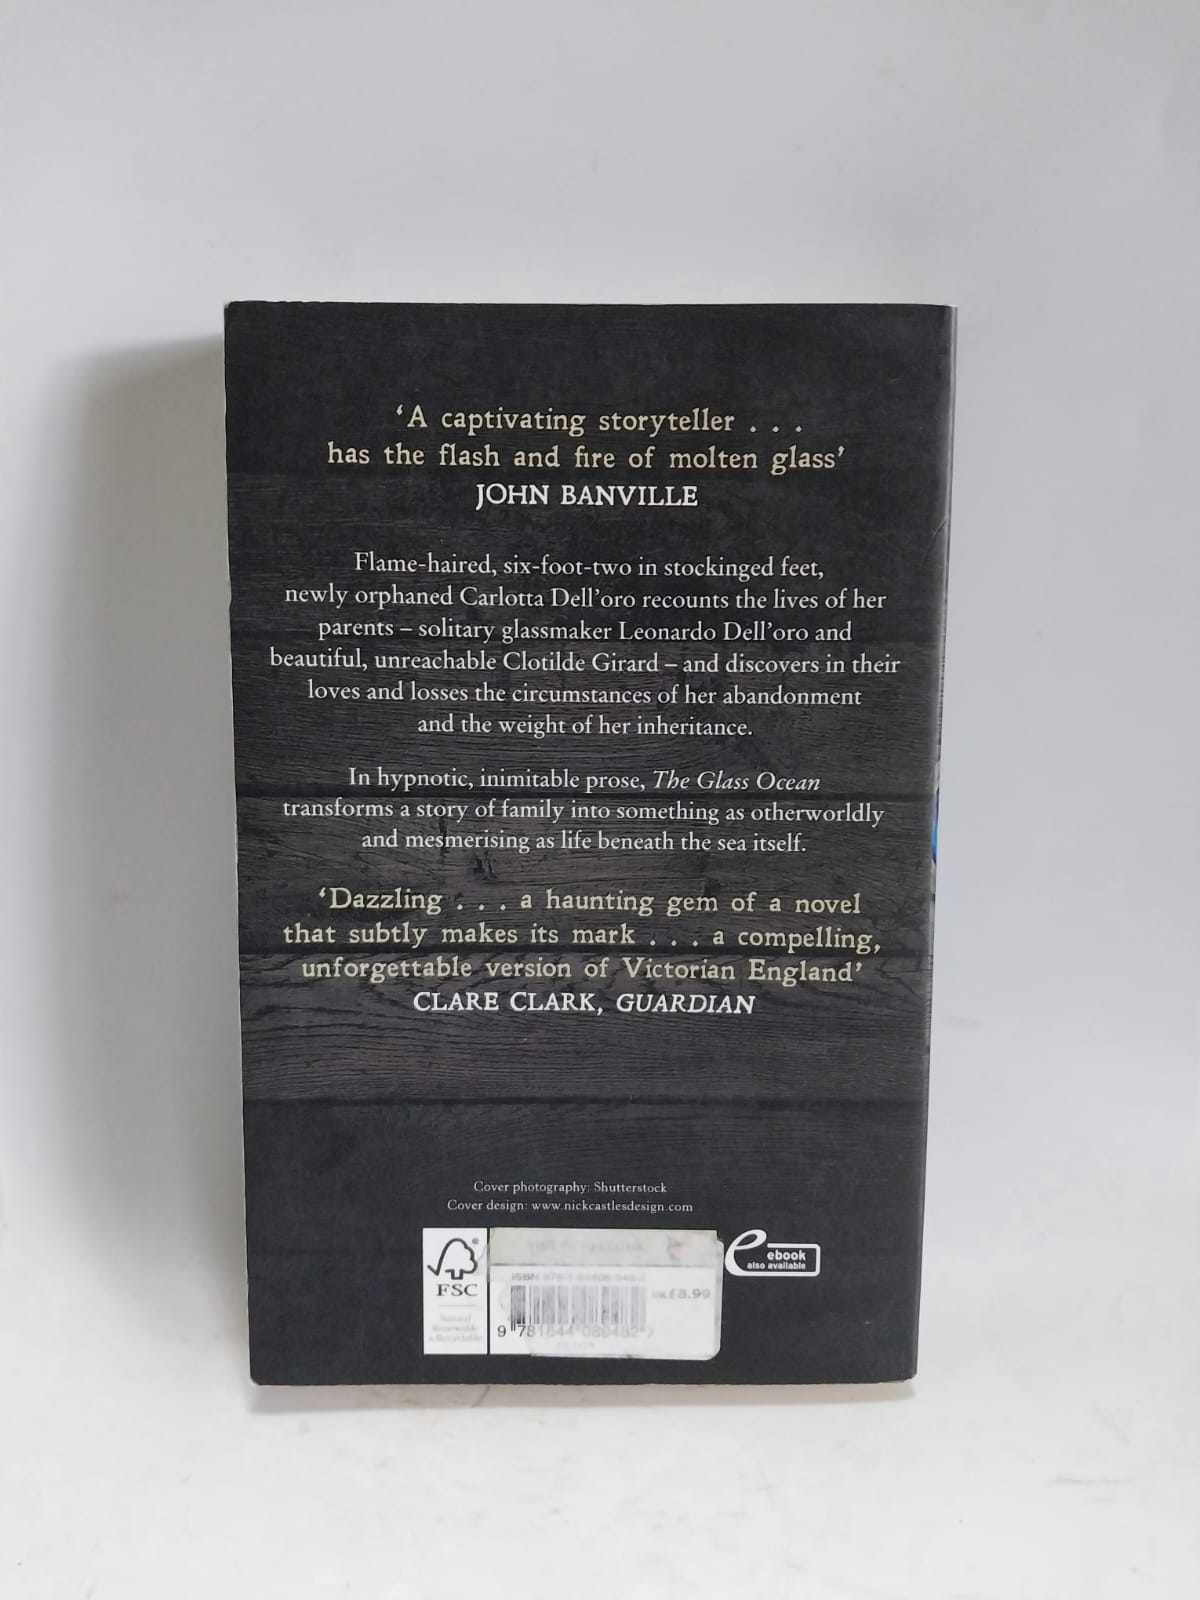 ‘A captivating storyteller . . .
has the flash and fire of molten glass’
JOHN BANVILLE
Flame-haired, six-foot-two in stockinged feet,
newly orphaned Carlotta Dell’oro recounts the lives of her
parents – solitary glassmaker Leonardo Dell’oro and
beautiful, unreachable Clotilde Girard – and discovers in their
loves and losses the circumstances of her abandonment
and the weight of her inheritance.
In hypnotic, inimitable prose, The Glass Ocean
transforms a story of family into something as otherworldly
and mesmerising as life beneath the sea itself.
‘Dazzling . . . a haunting gem of a novel
that subtly makes its mark . . . a compelling,
unforgettable version of Victorian England’
CLARE CLARK, GUARDIAN
Cover photography: Shutterstock
Cover design: www.nickcastlesdesign.com
FSC
ISBN
£8.99
ebook
also available